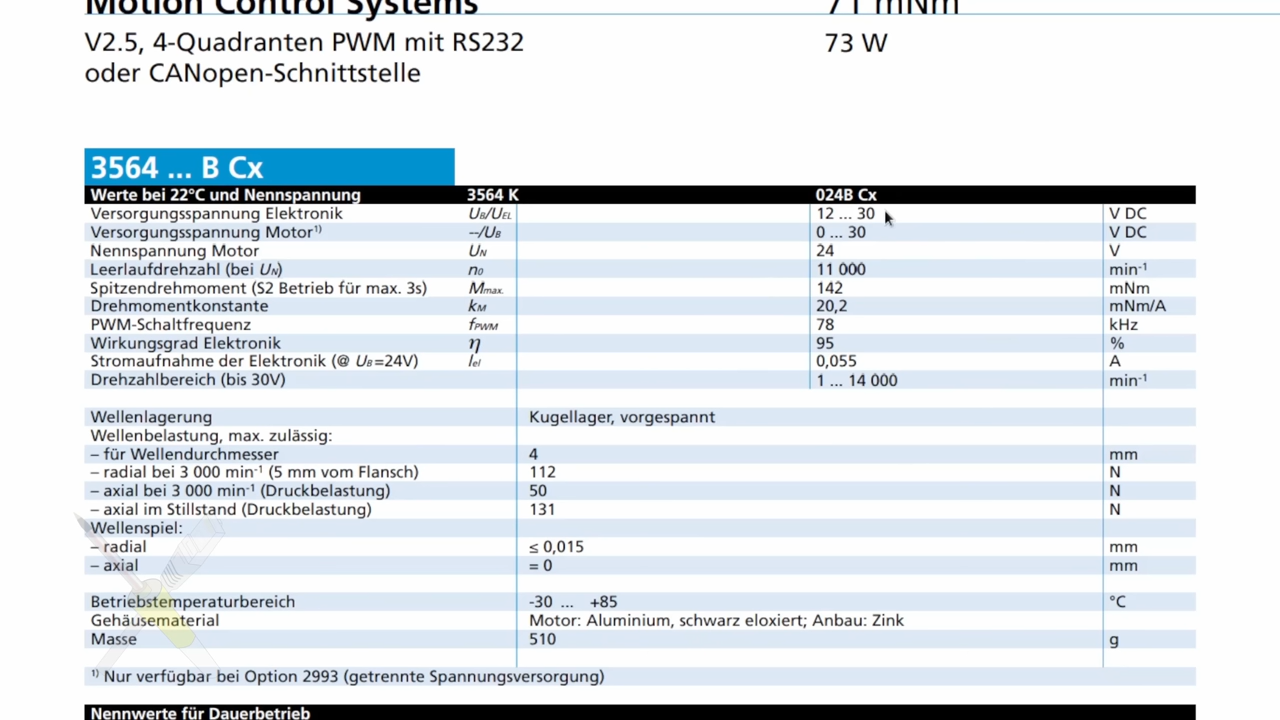 Motion Control Systems 71 mNm
V2.5, 4-Quadranten PWM mit RS232 73 W
oder CANopen-Schnittstelle
3564 ... B Cx
Werte bei 22°C und Nennspannung 3564 K 024B Cx
Versorgungsspannung Elektronik UB/UEL 12 ... 30 V DC
Versorgungsspannung Motor¹⁾ --/UB 0 ... 30 V DC
Nennspannung Motor UN 24 V
Leerlaufdrehzahl (bei UN) n0 11 000 min-1
Spitzendrehmoment (S2 Betrieb für max. 3s) Mmax. 142 mNm
Drehmomentkonstante kM 20,2 mNm/A
PWM-Schaltfrequenz fPWM 78 kHz
Wirkungsgrad Elektronik η 95 %
Stromaufnahme der Elektronik (@ UB=24V) Iel 0,055 A
Drehzahlbereich (bis 30V) 1 ... 14 000 min-1
Wellenlagerung Kugellager, vorgespannt
Wellenbelastung, max. zulässig:
– für Wellendurchmesser 4 mm
– radial bei 3 000 min-1 (5 mm vom Flansch) 112 N
– axial bei 3 000 min-1 (Druckbelastung) 50 N
– axial im Stillstand (Druckbelastung) 131 N
Wellenspiel:
– radial ≤ 0,015 mm
– axial = 0 mm
Betriebstemperaturbereich -30 ... +85 °C
Gehäusematerial Motor: Aluminium, schwarz eloxiert; Anbau: Zink
Masse 510 g
¹⁾ Nur verfügbar bei Option 2993 (getrennte Spannungsversorgung)
Nennwerte für Dauerbetrieb